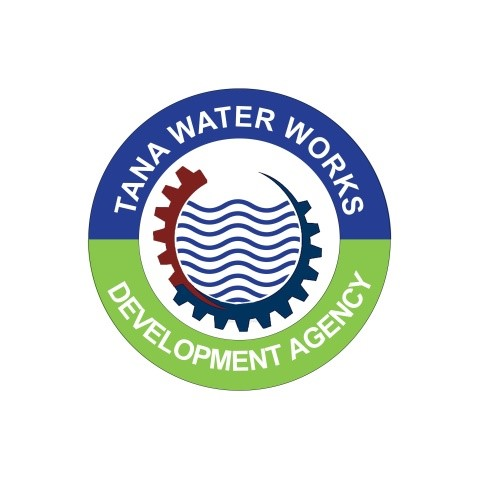 TANA WATER WORKS
DEVELOPMENT AGENCY